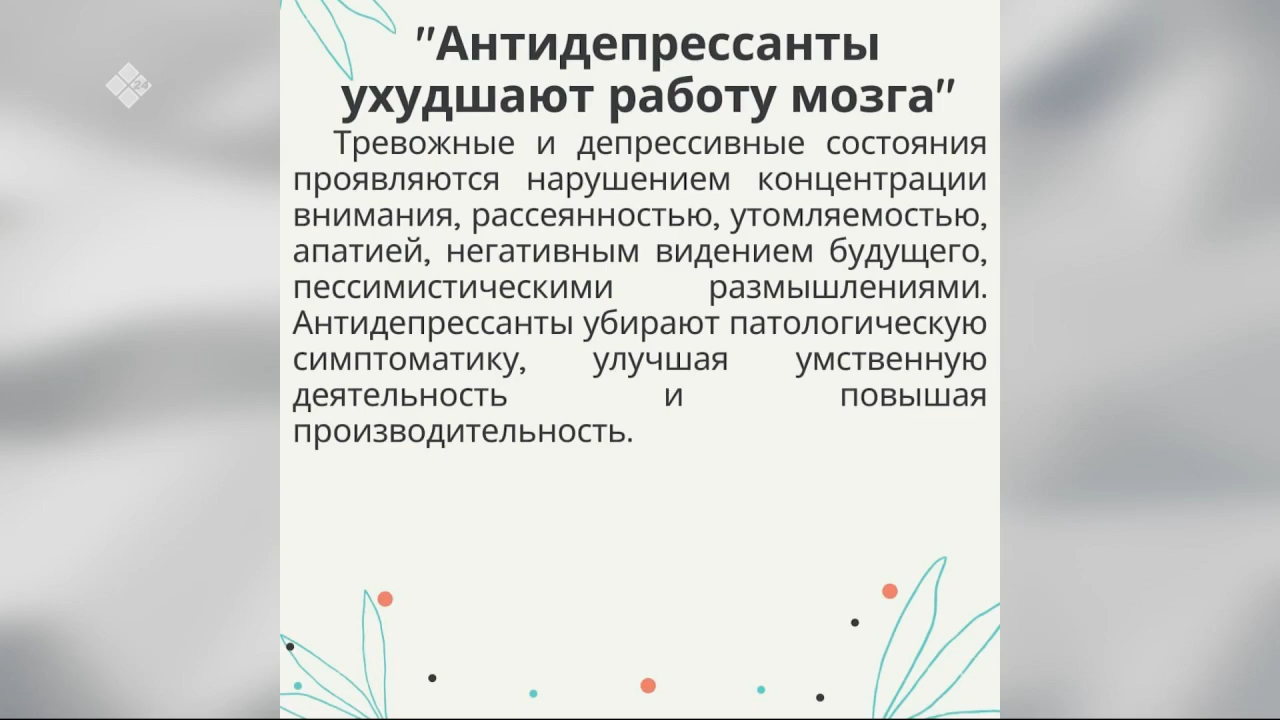 "Антидепрессанты
ухудшают работу мозга"
Тревожные и депрессивные состояния
проявляются нарушением концентрации
внимания, рассеянностью, утомляемостью,
апатией, негативным видением будущего,
пессимистическими размышлениями.
Антидепрессанты убирают патологическую
симптоматику, улучшая умственную
деятельность и повышая
производительность.
24